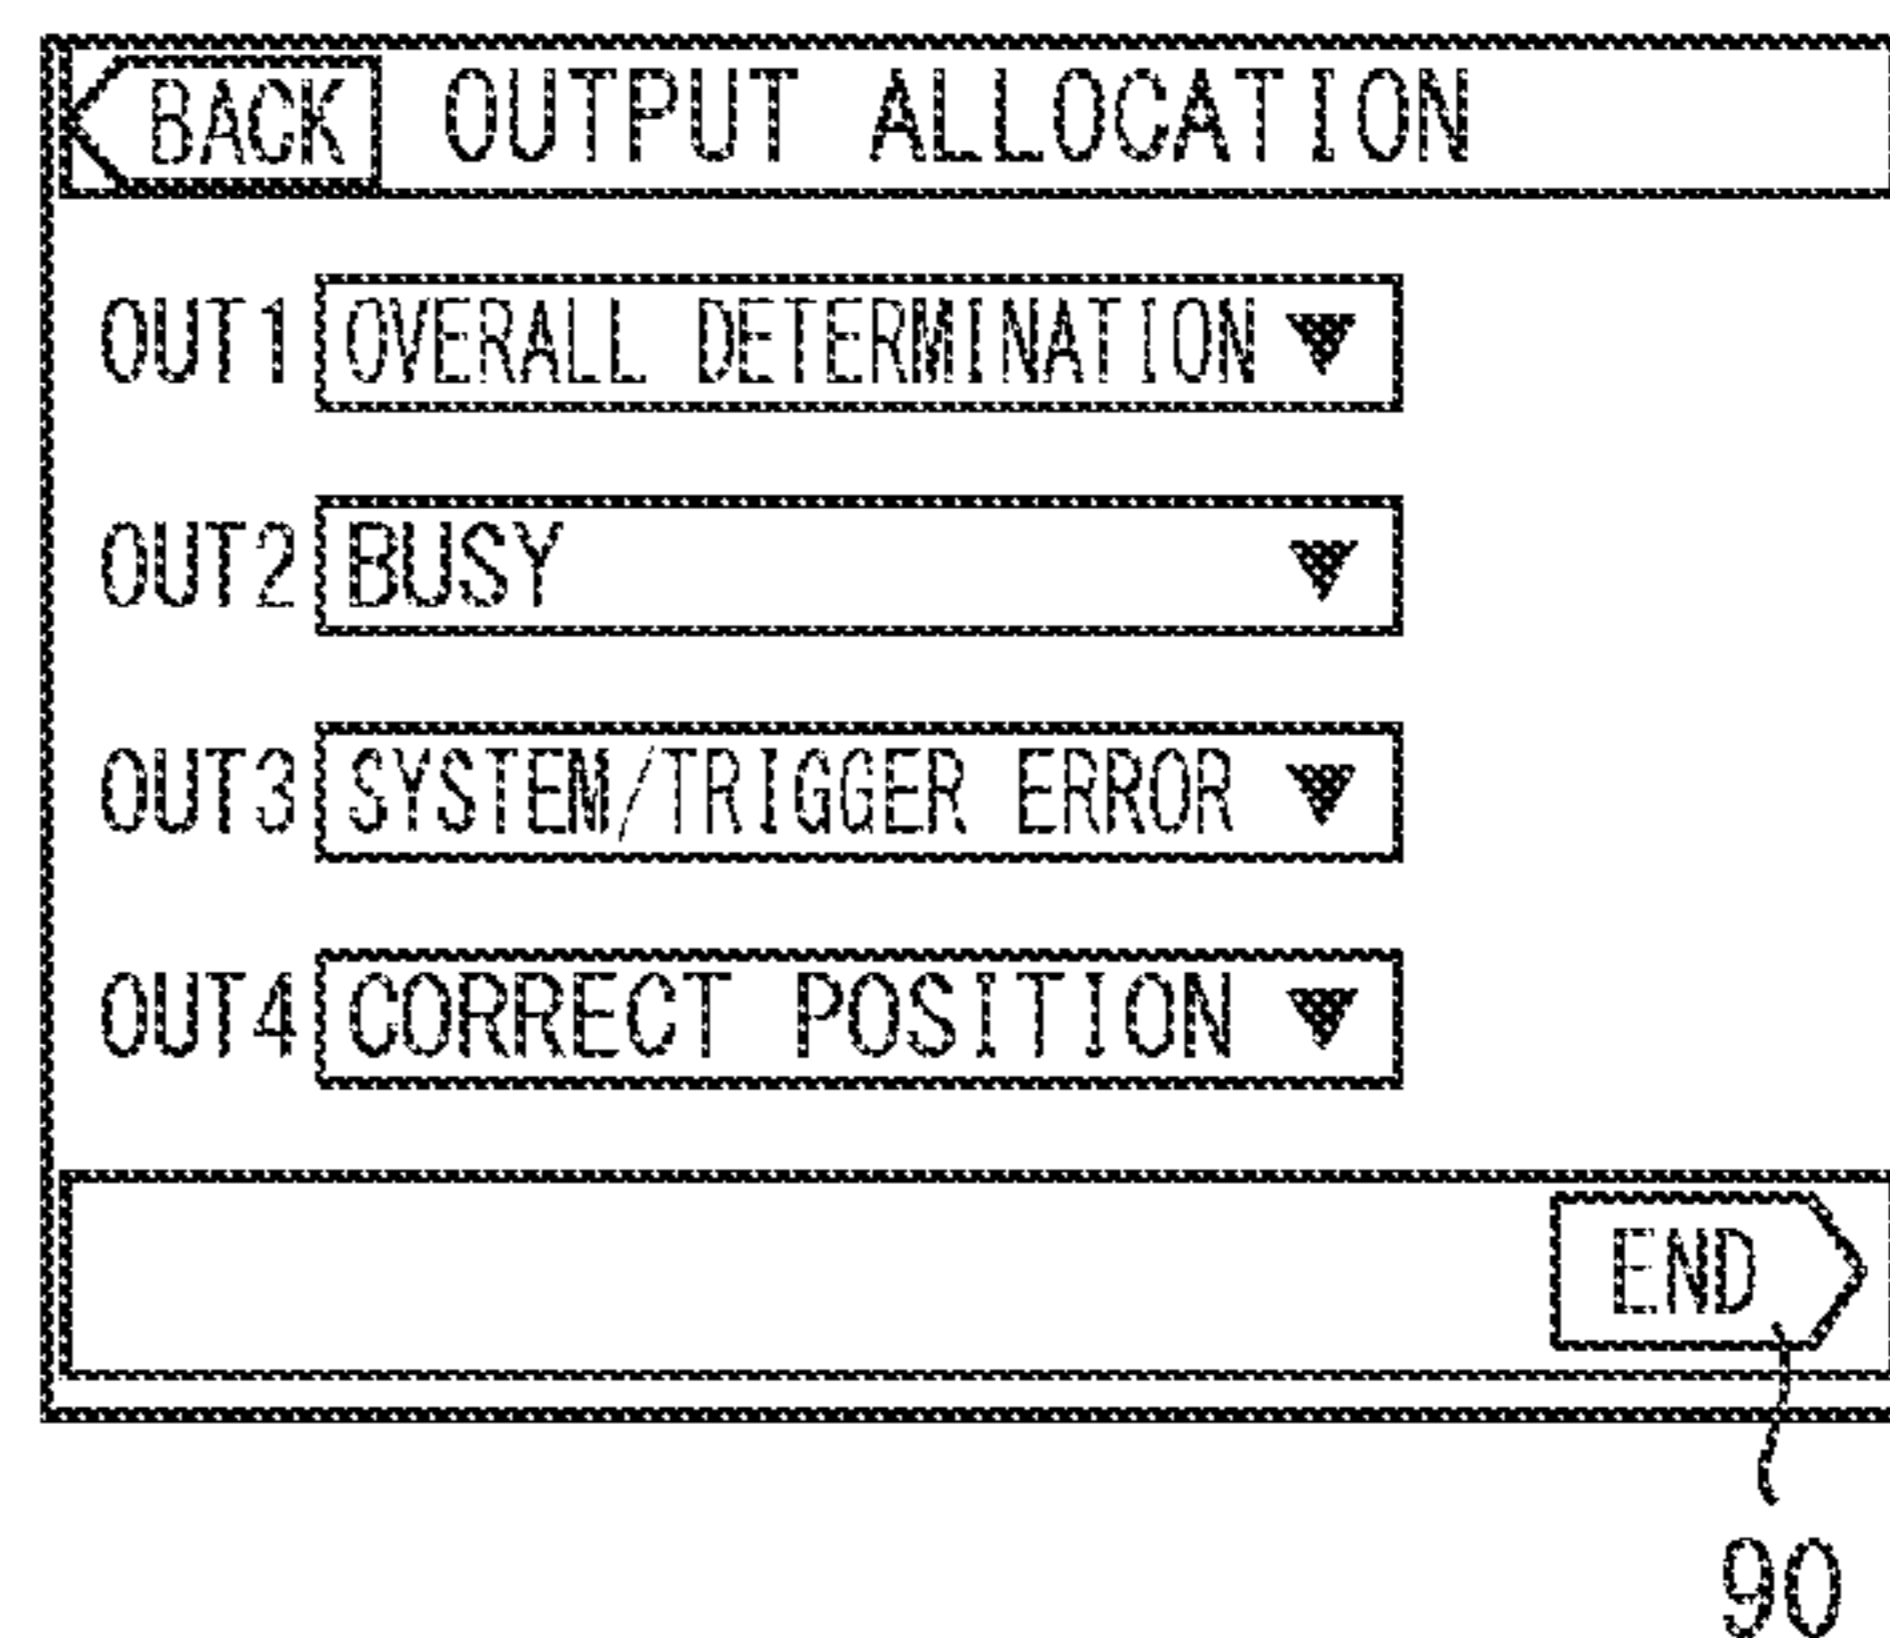 BACK OUTPUT ALLOCATION
OUT1 OVERALL DETERMINATION
OUT2 BUSY
OUT3 SYSTEM/TRIGGER ERROR
OUT4 CORRECT POSITION
END
90